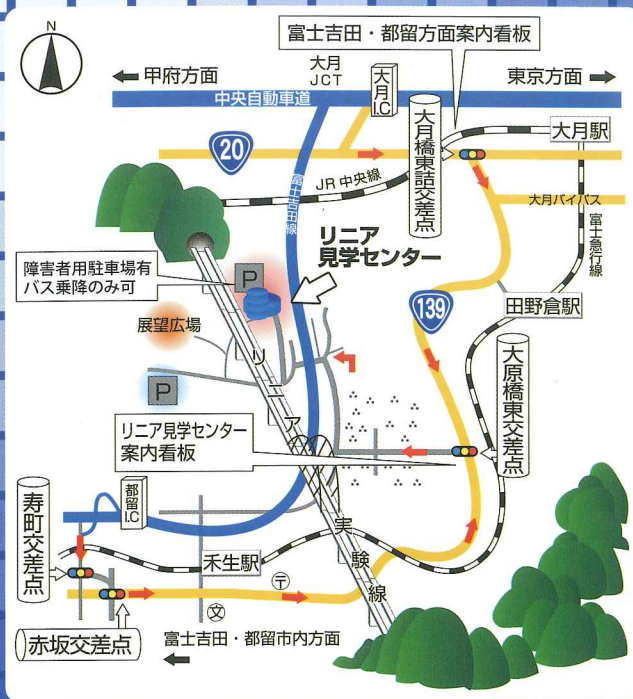 N
富士吉田・都留方面案内看板
甲府方面
大月
JCT
大月I.C
東京方面
中央自動車道
20
大月橋東詰交差点
大月駅
JR中央線
富士吉田線
大月バイパス
富士急行線
リニア
見学センター
障害者用駐車場有
バス乗降のみ可
P
展望広場
139
田野倉駅
P
大原橋東交差点
リニア見学センター
案内看板
リニア実験線
寿町交差点
都留I.C
禾生駅
〒
文
赤坂交差点
富士吉田・都留市内方面